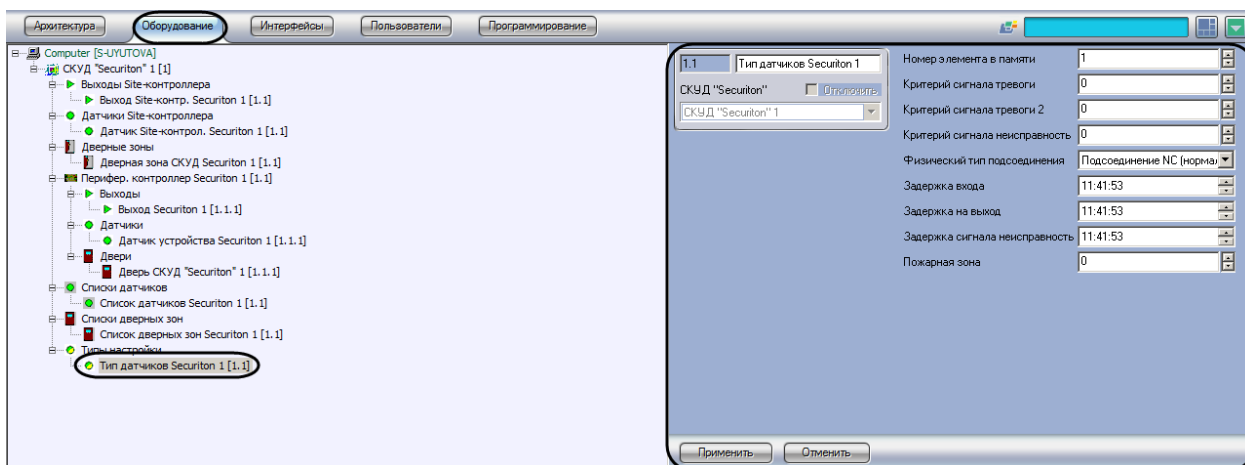 Архитектура
Оборудование
Интерфейсы
Пользователи
Программирование
Computer [S-UYUTOVA]
СКУД "Securiton" 1 [1]
Выходы Site-контроллера
Выход Site-контр. Securiton 1 [1.1]
Датчики Site-контроллера
Датчик Site-контрол. Securiton 1 [1.1]
Дверные зоны
Дверная зона СКУД Securiton 1 [1.1]
Перифер. контроллер Securiton 1 [1.1]
Выходы
Выход Securiton 1 [1.1.1]
Датчики
Датчик устройства Securiton 1 [1.1.1]
Двери
Дверь СКУД "Securiton" 1 [1.1.1]
Списки датчиков
Список датчиков Securiton 1 [1.1]
Списки дверных зон
Список дверных зон Securiton 1 [1.1]
Типы настройки
Тип датчиков Securiton 1 [1.1]
1.1 Тип датчиков Securiton 1
СКУД "Securiton" Отключить
СКУД "Securiton" 1
Номер элемента в памяти 1
Критерий сигнала тревоги 0
Критерий сигнала тревоги 2 0
Критерий сигнала неисправность 0
Физический тип подсоединения Подсоединение NC (норма
Задержка входа 11:41:53
Задержка на выход 11:41:53
Задержка сигнала неисправность 11:41:53
Пожарная зона 0
Применить
Отменить